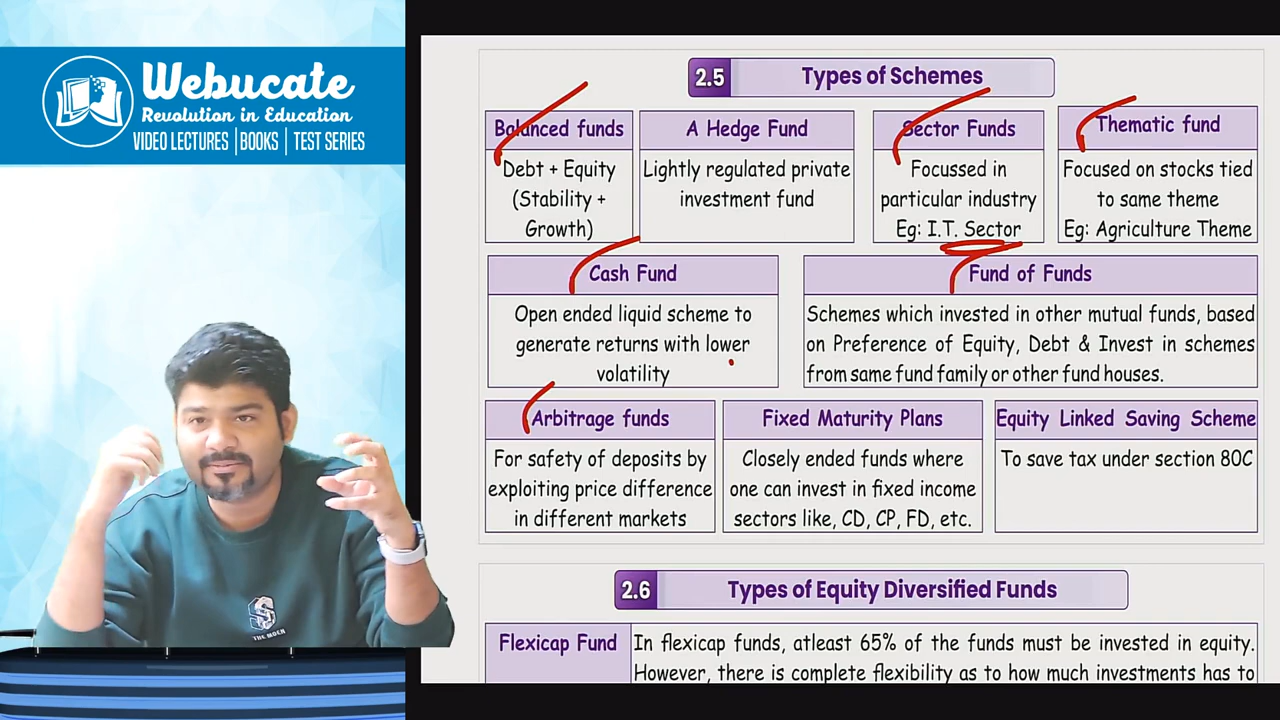 Webucate
Revolution in Education
VIDEO LECTURES | BOOKS | TEST SERIES
2.5 Types of Schemes
Balanced funds
Debt + Equity
(Stability +
Growth)
A Hedge Fund
Lightly regulated private
investment fund
Sector Funds
Focussed in
particular industry
Eg: I.T. Sector
Thematic fund
Focused on stocks tied
to same theme
Eg: Agriculture Theme
Cash Fund
Open ended liquid scheme to
generate returns with lower
volatility
Fund of Funds
Schemes which invested in other mutual funds, based
on Preference of Equity, Debt & Invest in schemes
from same fund family or other fund houses.
Arbitrage funds
For safety of deposits by
exploiting price difference
in different markets
Fixed Maturity Plans
Closely ended funds where
one can invest in fixed income
sectors like, CD, CP, FD, etc.
Equity Linked Saving Scheme
To save tax under section 80C
2.6 Types of Equity Diversified Funds
Flexicap Fund
In flexicap funds, atleast 65% of the funds must be invested in equity.
However, there is complete flexibility as to how much investments has to
S
THE MOEN